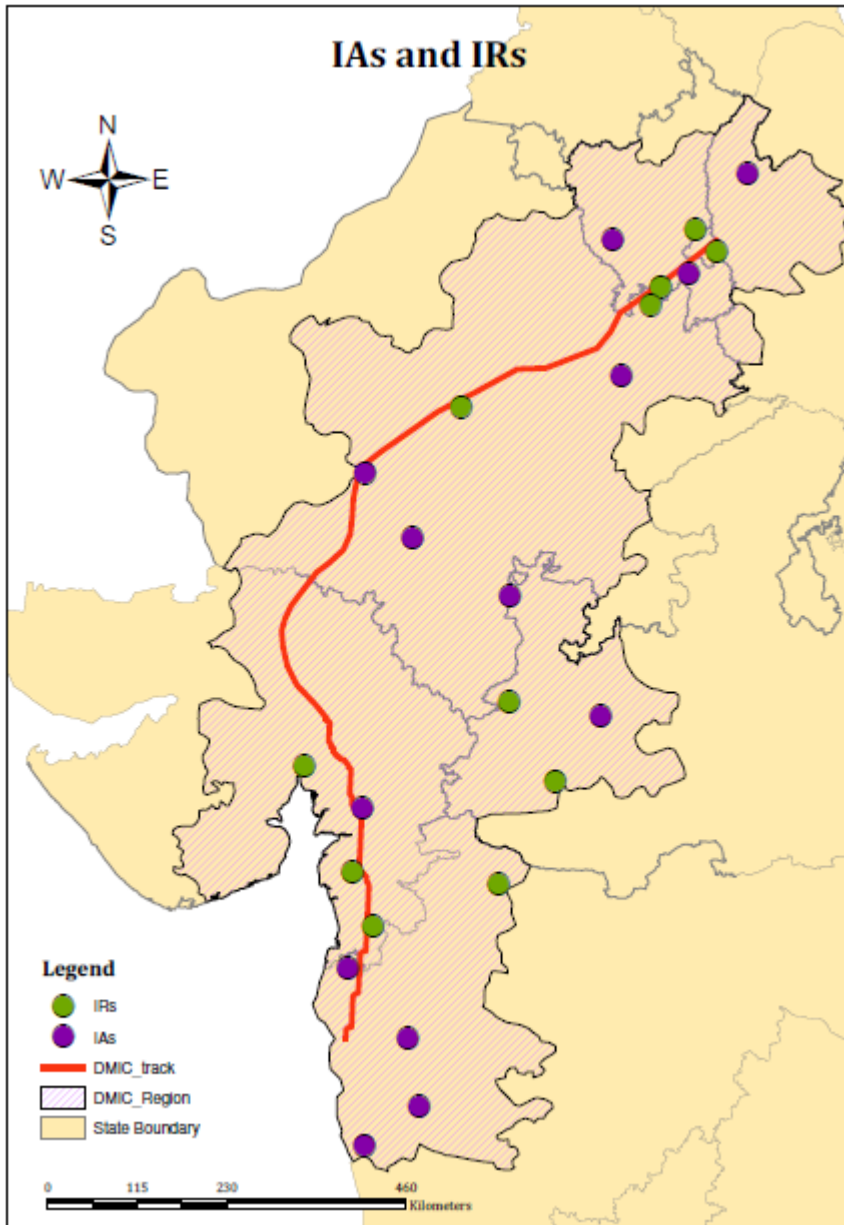 IAs and IRs
N
W E
S
Legend
IRs
IAs
DMIC_track
DMIC_Region
State Boundary
0 115 230 460
Kilometers